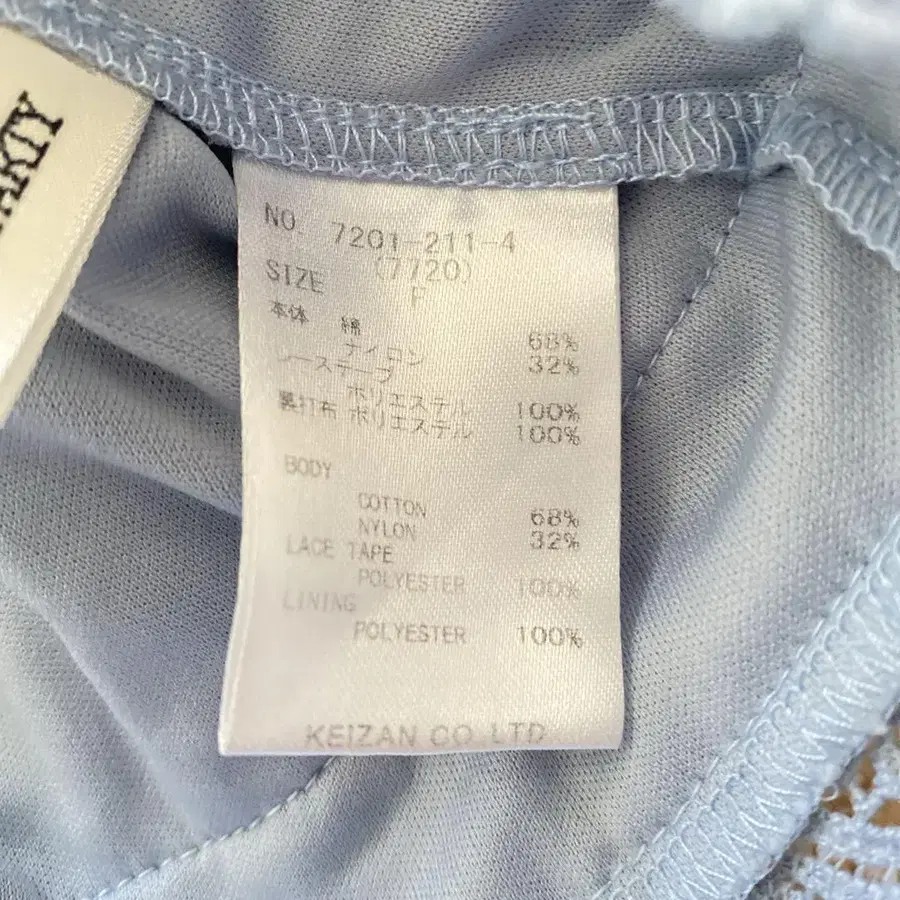 NO. 7201-211-4
(7720)
SIZE F
本体 綿 68%
ナイロン 32%
レーステープ
ポリエステル 100%
裏打布 ポリエステル 100%
BODY
COTTON 68%
NYLON 32%
LACE TAPE
POLYESTER 100%
LINING
POLYESTER 100%
KEIZAN CO.LTD